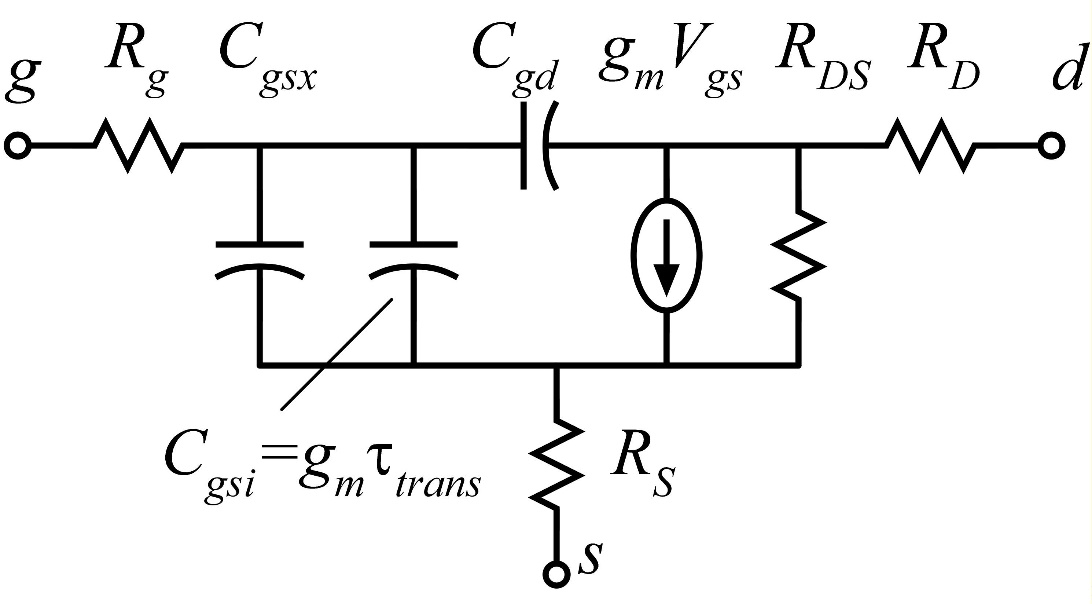 g R_g C_gsx C_gd g_mV_gs R_DS R_D d
C_gsi=g_mτ_trans R_S
s